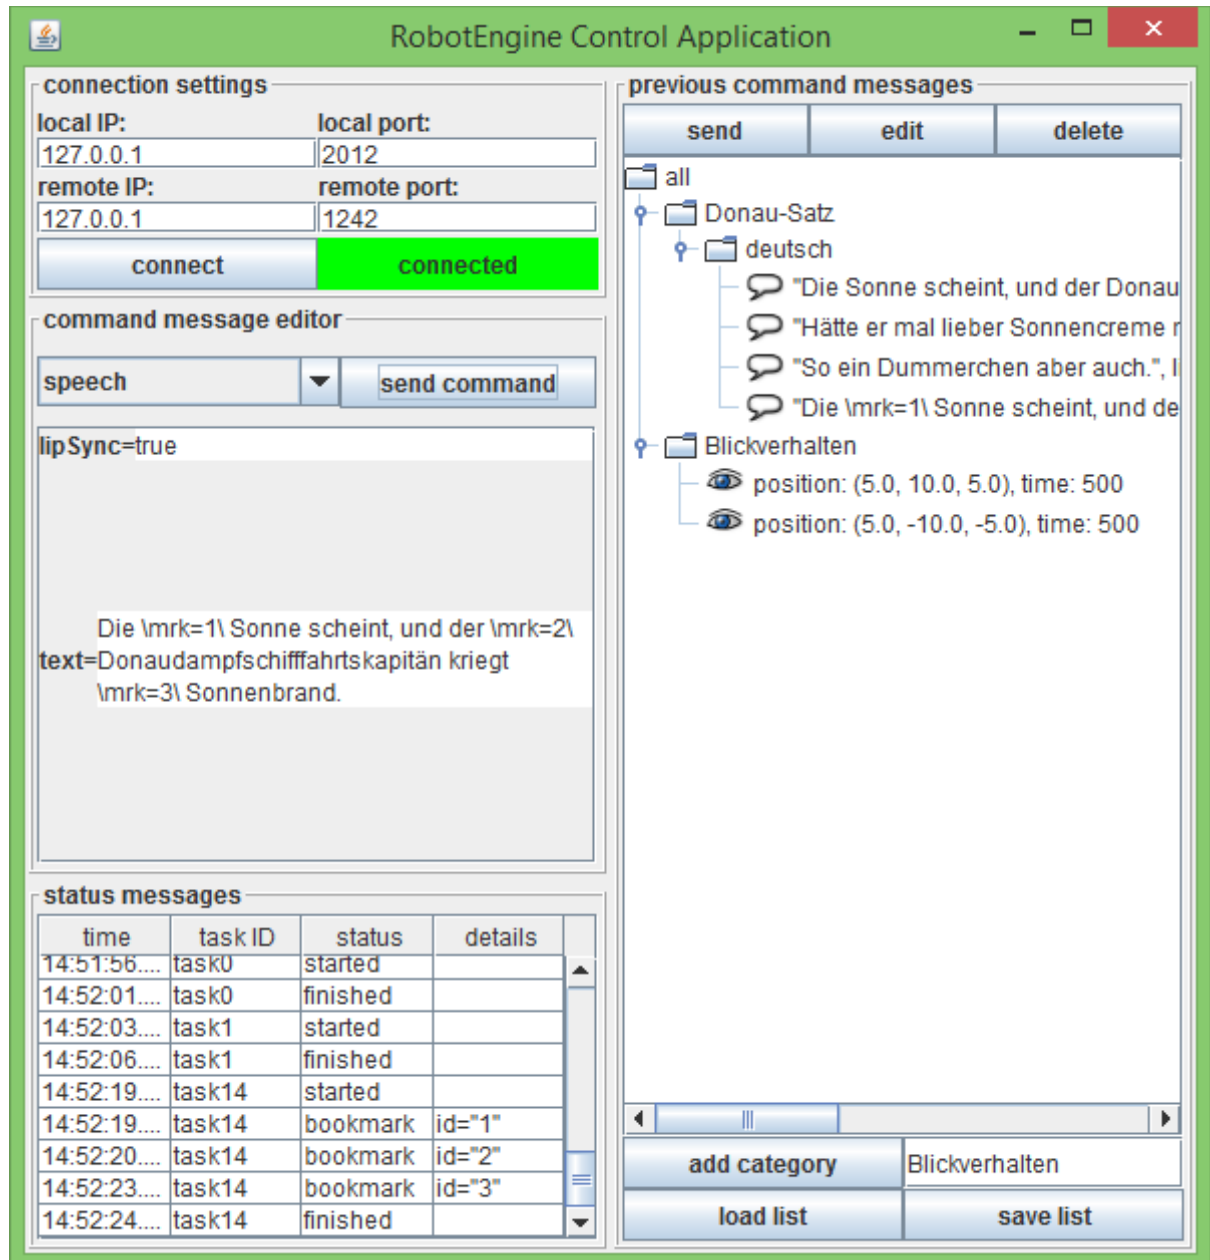 RobotEngine Control Application
connection settings
local IP: local port:
127.0.0.1 2012
remote IP: remote port:
127.0.0.1 1242
connect connected
command message editor
speech send command
lipSync=true
Die \mrk=1\ Sonne scheint, und der \mrk=2\
text=Donaudampfschifffahrtskapitän kriegt
\mrk=3\ Sonnenbrand.
status messages
time task ID status details
14:51:56.... task0 started
14:52:01.... task0 finished
14:52:03.... task1 started
14:52:06.... task1 finished
14:52:19.... task14 started
14:52:19.... task14 bookmark id="1"
14:52:20.... task14 bookmark id="2"
14:52:23.... task14 bookmark id="3"
14:52:24.... task14 finished
previous command messages
send edit delete
all
Donau-Satz
deutsch
"Die Sonne scheint, und der Donau
"Hätte er mal lieber Sonnencreme
"So ein Dummerchen aber auch.",
"Die \mrk=1\ Sonne scheint, und de
Blickverhalten
position: (5.0, 10.0, 5.0), time: 500
position: (5.0, -10.0, -5.0), time: 500
add category Blickverhalten
load list save list